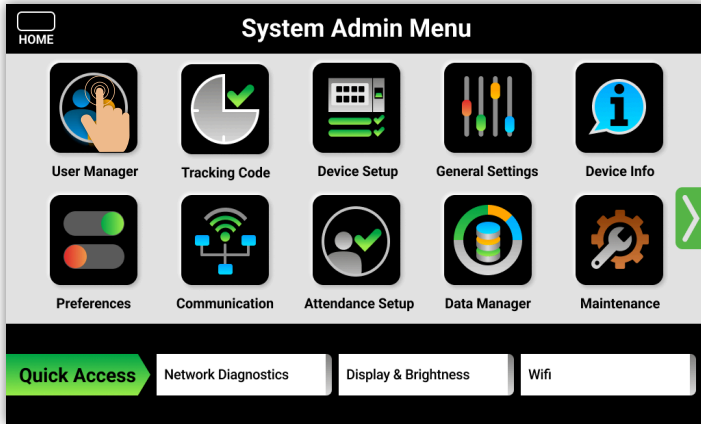 HOME
System Admin Menu
User Manager
Tracking Code
Device Setup
General Settings
Device Info
Preferences
Communication
Attendance Setup
Data Manager
Maintenance
Quick Access
Network Diagnostics
Display & Brightness
Wifi